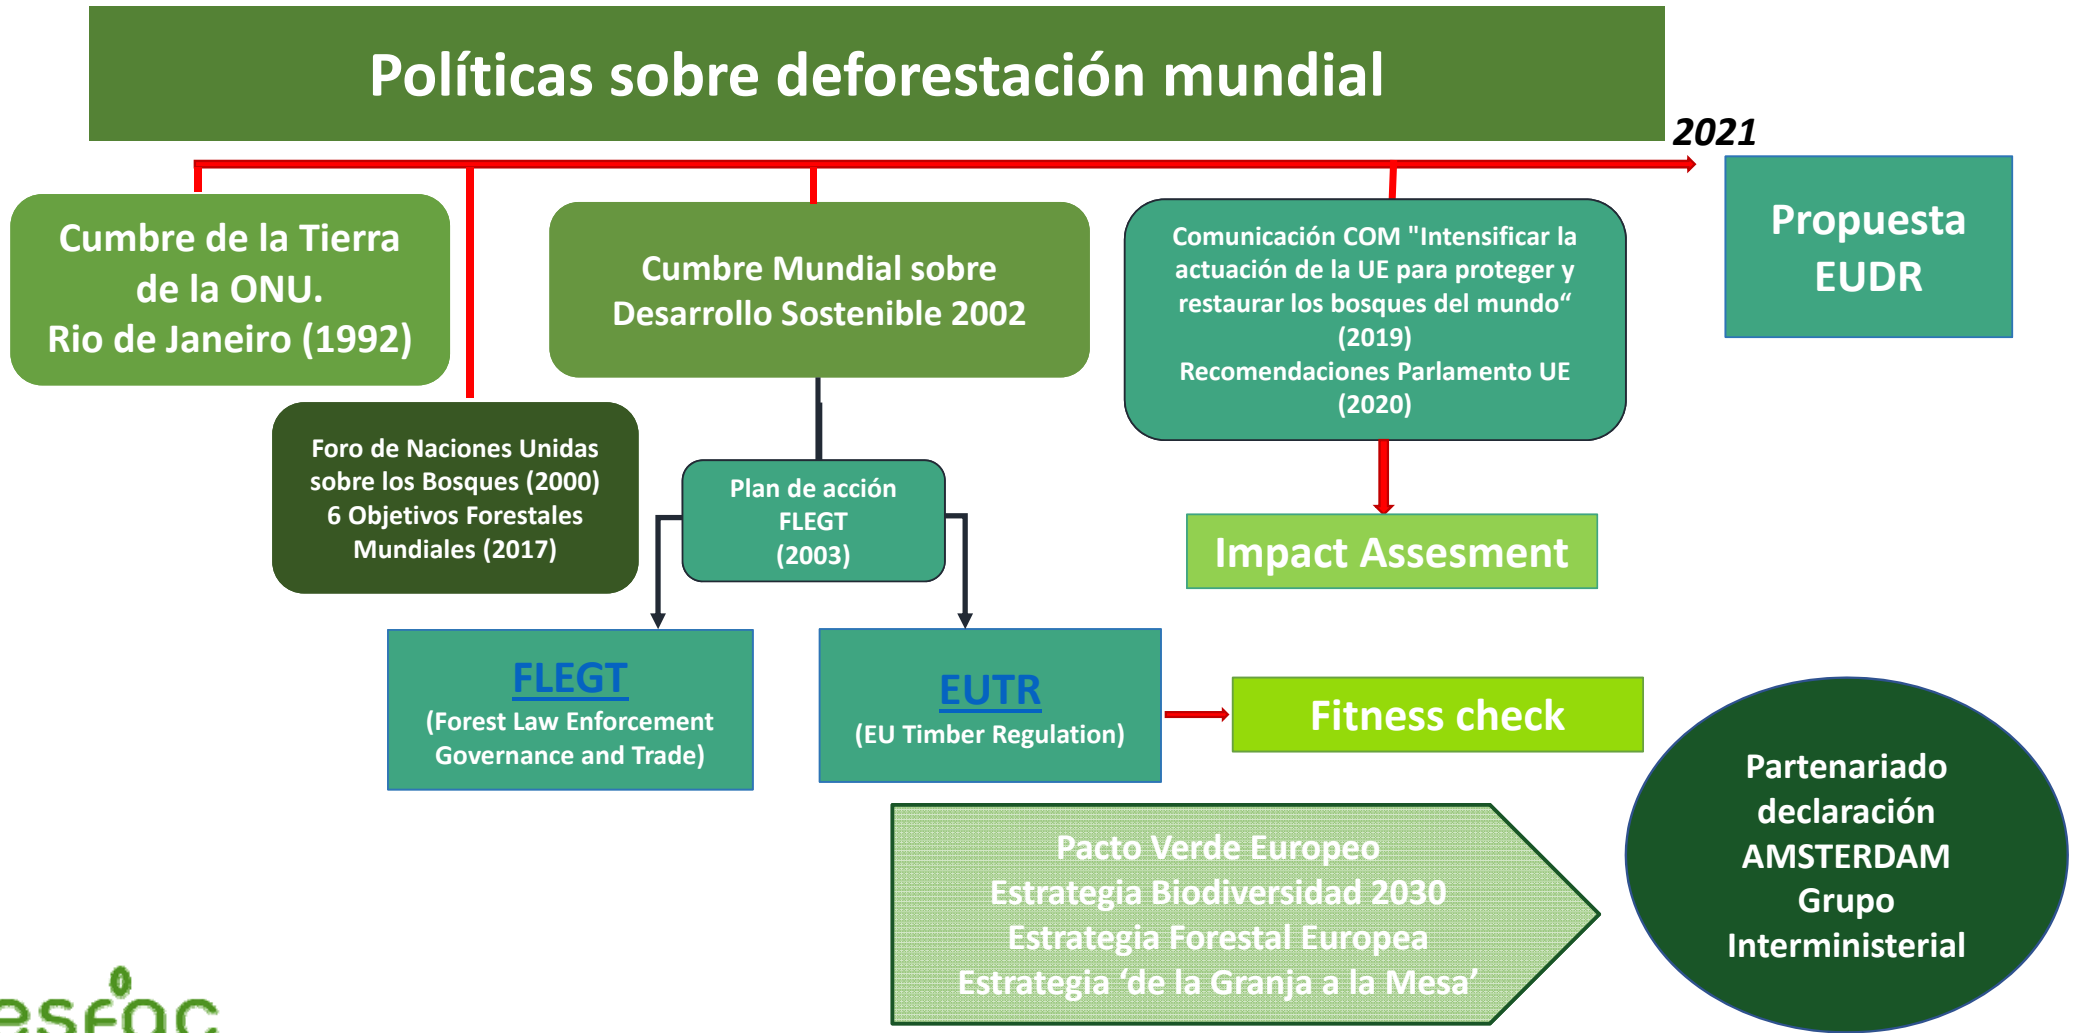 Políticas sobre deforestación mundial
2021
Cumbre de la Tierra
de la ONU.
Rio de Janeiro (1992)
Foro de Naciones Unidas
sobre los Bosques (2000)
6 Objetivos Forestales
Mundiales (2017)
Cumbre Mundial sobre
Desarrollo Sostenible 2002
Plan de acción
FLEGT
(2003)
FLEGT
(Forest Law Enforcement
Governance and Trade)
EUTR
(EU Timber Regulation)
Comunicación COM "Intensificar la
actuación de la UE para proteger y
restaurar los bosques del mundo“
(2019)
Recomendaciones Parlamento UE
(2020)
Impact Assesment
Fitness check
Propuesta
EUDR
Pacto Verde Europeo
Estrategia Biodiversidad 2030
Estrategia Forestal Europea
Estrategia ‘de la Granja a la Mesa’
Partenariado
declaración
AMSTERDAM
Grupo
Interministerial